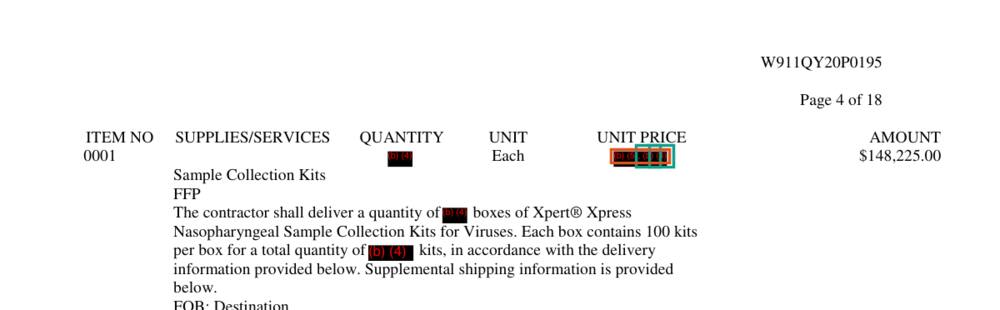 W911QY20P0195
Page 4 of 18
ITEM NO SUPPLIES/SERVICES QUANTITY UNIT UNIT PRICE AMOUNT
0001 (b) (4) Each (b) (4) $148,225.00
Sample Collection Kits
FFP
The contractor shall deliver a quantity of (b) (4) boxes of Xpert® Xpress
Nasopharyngeal Sample Collection Kits for Viruses. Each box contains 100 kits
per box for a total quantity of (b) (4) kits, in accordance with the delivery
information provided below. Supplemental shipping information is provided
below.
FOB: Destination